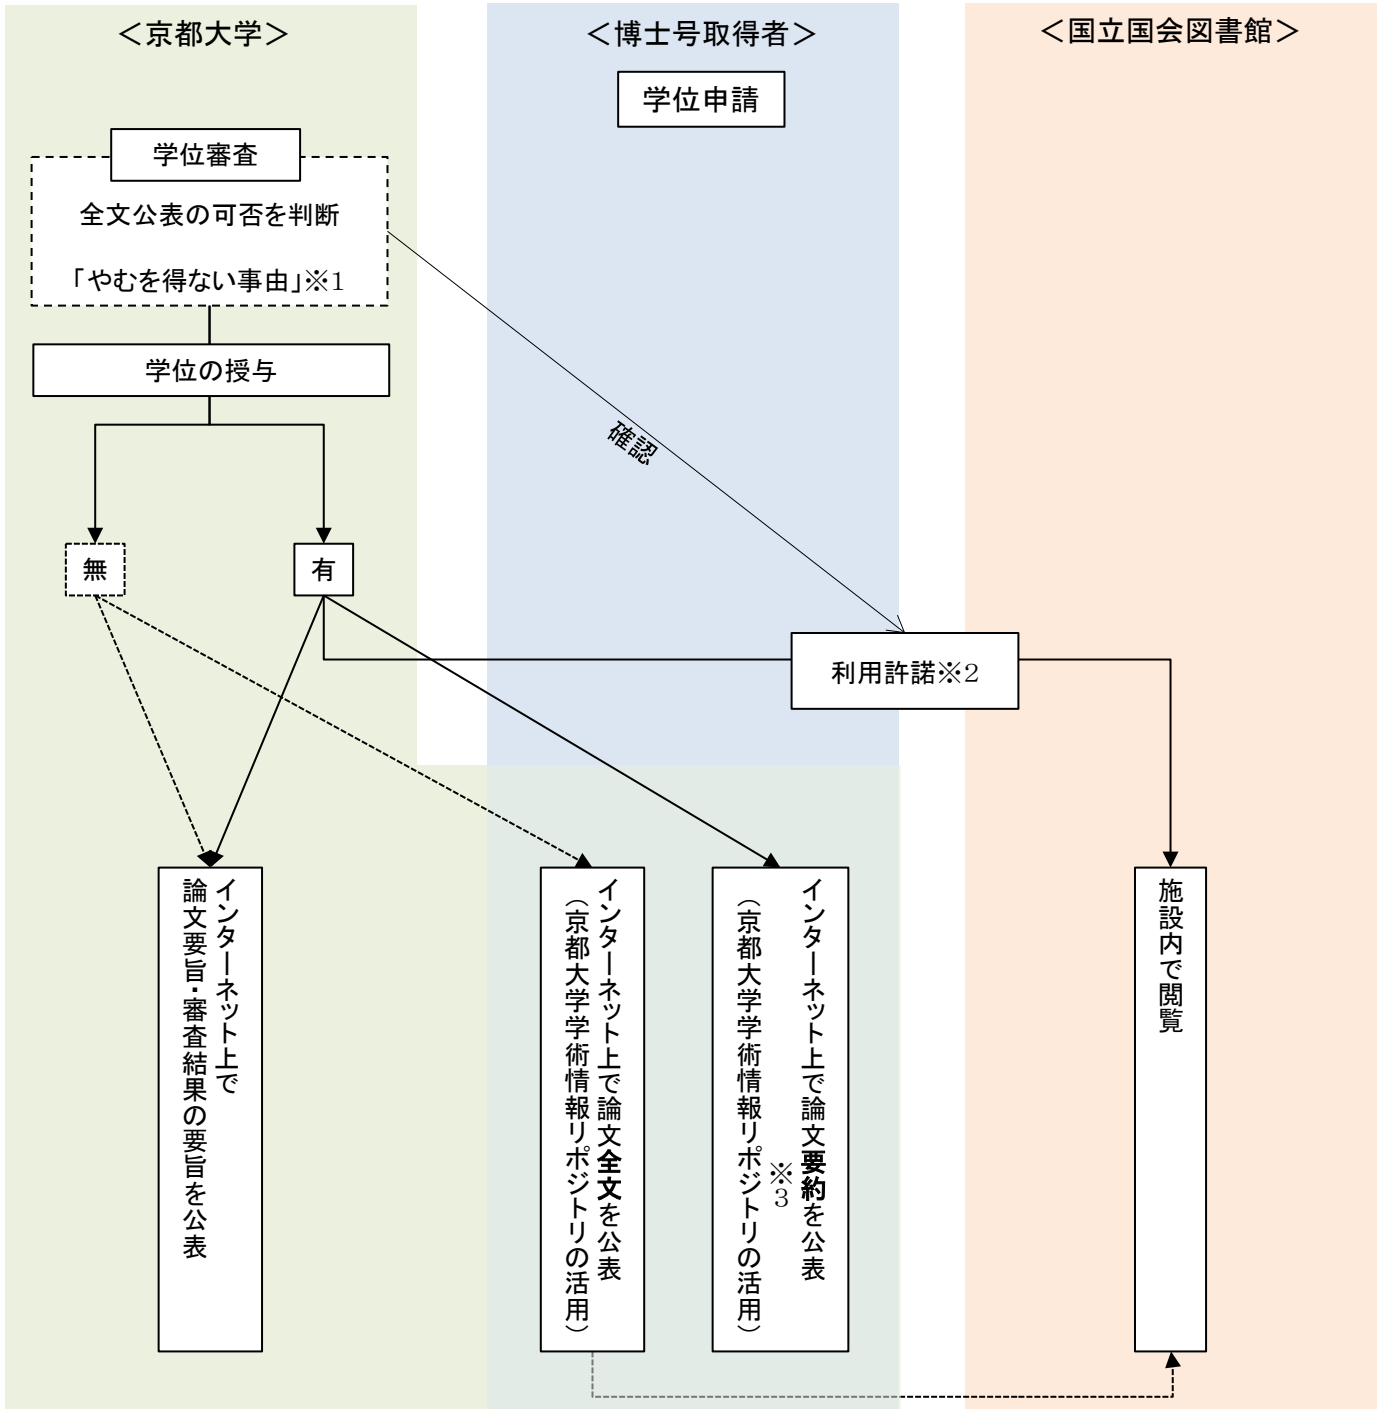 ＜京都大学＞
＜博士号取得者＞
＜国立国会図書館＞
学位申請
学位審査
全文公表の可否を判断
「やむを得ない事由」※1
学位の授与
確認
無
有
利用許諾※2
インターネット上で
論文要旨・審査結果の要旨を公表
インターネット上で論文全文を公表
（京都大学学術情報リポジトリの活用）
インターネット上で論文要約を公表
※3
（京都大学学術情報リポジトリの活用）
施設内で閲覧